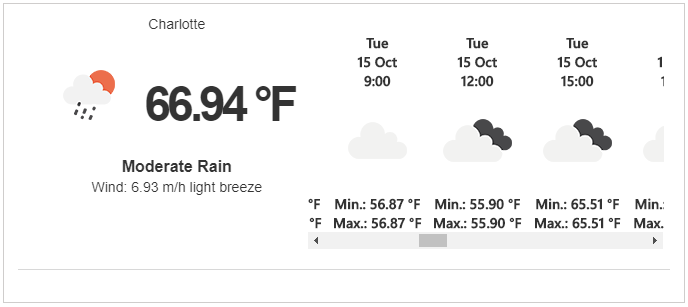 Charlotte
66.94 °F
Moderate Rain
Wind: 6.93 m/h light breeze
°F
°F
Tue
15 Oct
9:00
Min.: 56.87 °F
Max.: 56.87 °F
Tue
15 Oct
12:00
Min.: 55.90 °F
Max.: 55.90 °F
Tue
15 Oct
15:00
Min.: 65.51 °F
Max.: 65.51 °F
Min.:
Max.